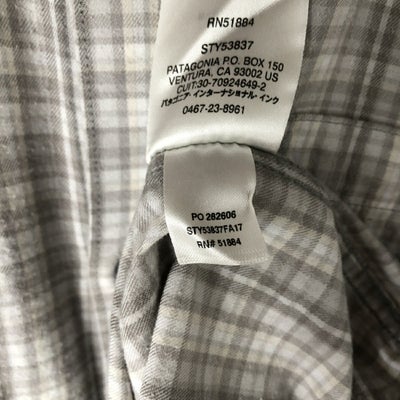 RN51884
STY53837
PATAGONIA P.O. BOX 150
VENTURA, CA 93002 US
CUIT:30-70924649-2
パタゴニア・インターナショナル・インク
0467-23-8961
PO 282606
STY53837FA17
RN# 51884